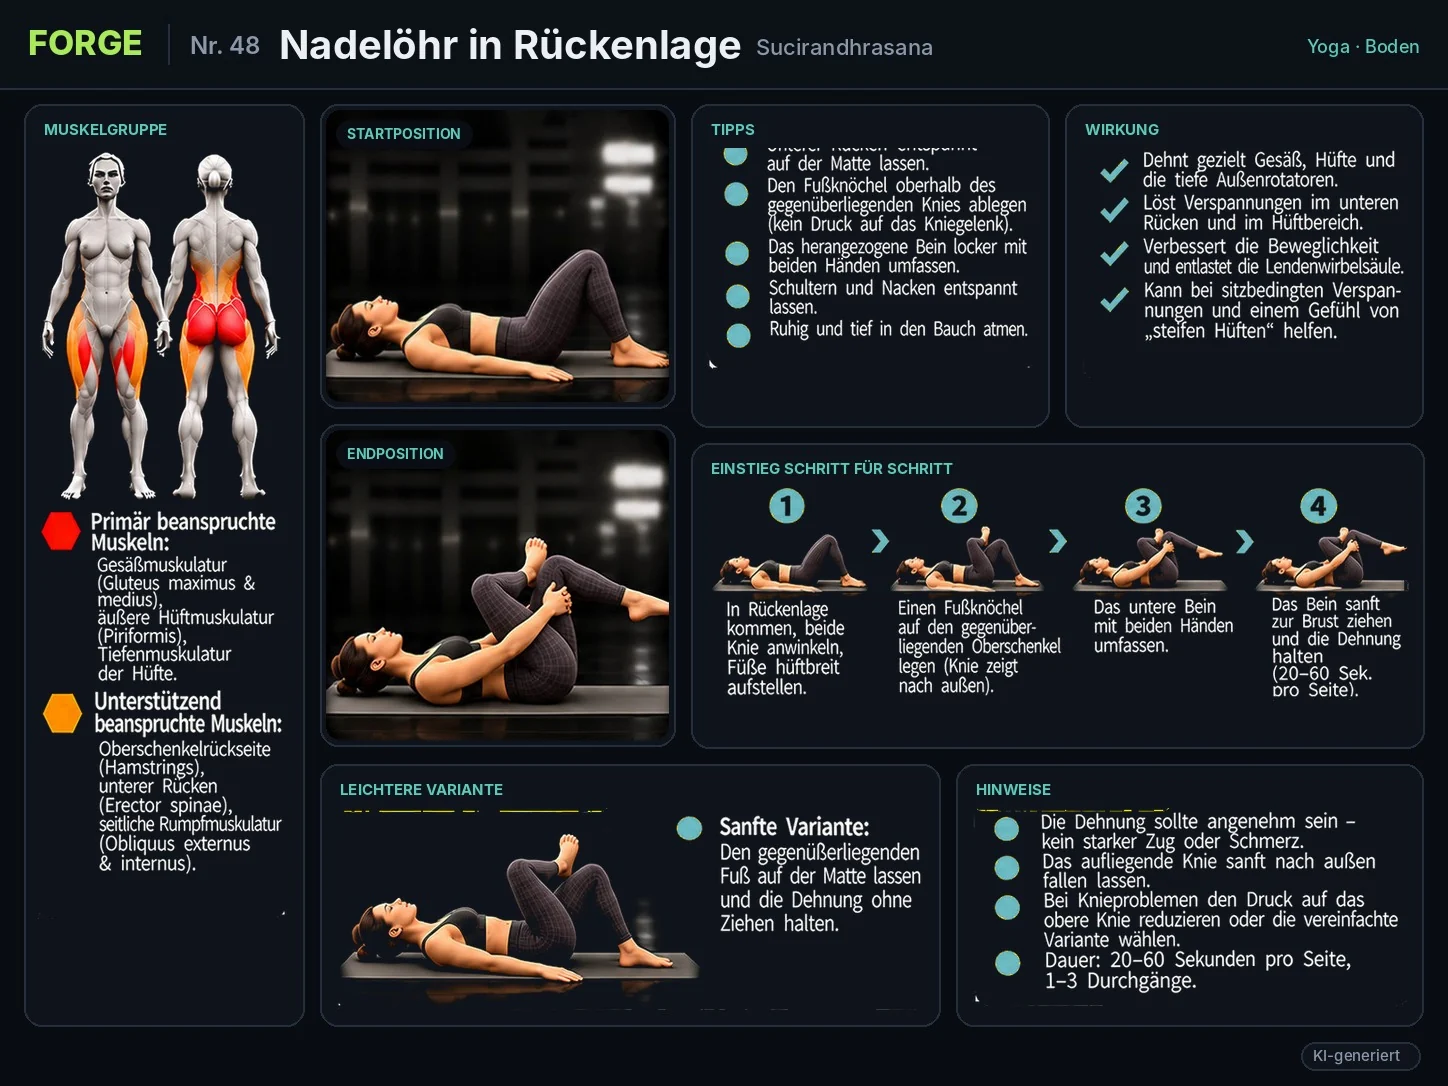 FORGE
Nr. 48
Nadelöhr in Rückenlage
Sucirandhrasana
Yoga · Boden
MUSKELGRUPPE
Primär beanspruchte
Muskeln:
Gesäßmuskulatur
(Gluteus maximus &
medius),
äußere Hüftmuskulatur
(Piriformis),
Tiefenmuskulatur
der Hüfte.
Unterstützend
beanspruchte Muskeln:
Oberschenkelrückseite
(Hamstrings),
unterer Rücken
(Erector spinae),
seitliche Rumpfmuskulatur
(Obliquus externus
& internus).
STARTPOSITION
ENDPOSITION
TIPPS
Unterer Rücken entspannt
auf der Matte lassen.
Den Fußknöchel oberhalb des
gegenüberliegenden Knies ablegen
(kein Druck auf das Kniegelenk).
Das herangezogene Bein locker mit
beiden Händen umfassen.
Schultern und Nacken entspannt
lassen.
Ruhig und tief in den Bauch atmen.
WIRKUNG
Dehnt gezielt Gesäß, Hüfte und
die tiefe Außenrotatoren.
Löst Verspannungen im unteren
Rücken und im Hüftbereich.
Verbessert die Beweglichkeit
und entlastet die Lendenwirbelsäule.
Kann bei sitzbedingten Verspan-
nungen und einem Gefühl von
„steifen Hüften“ helfen.
EINSTIEG SCHRITT FÜR SCHRITT
1
In Rückenlage
kommen, beide
Knie anwinkeln,
Füße hüftbreit
aufstellen.
2
Einen Fußknöchel
auf den gegenüber-
liegenden Oberschenkel
legen (Knie zeigt
nach außen).
3
Das untere Bein
mit beiden Händen
umfassen.
4
Das Bein sanft
zur Brust ziehen
und die Dehnung
halten
(20–60 Sek.
pro Seite).
LEICHTERE VARIANTE
Sanfte Variante:
Den gegenüßerliegenden
Fuß auf der Matte lassen
und die Dehnung ohne
Ziehen halten.
HINWEISE
Die Dehnung sollte angenehm sein –
kein starker Zug oder Schmerz.
Das aufliegende Knie sanft nach außen
fallen lassen.
Bei Knieproblemen den Druck auf das
obere Knie reduzieren oder die vereinfachte
Variante wählen.
Dauer: 20–60 Sekunden pro Seite,
1–3 Durchgänge.
KI-generiert